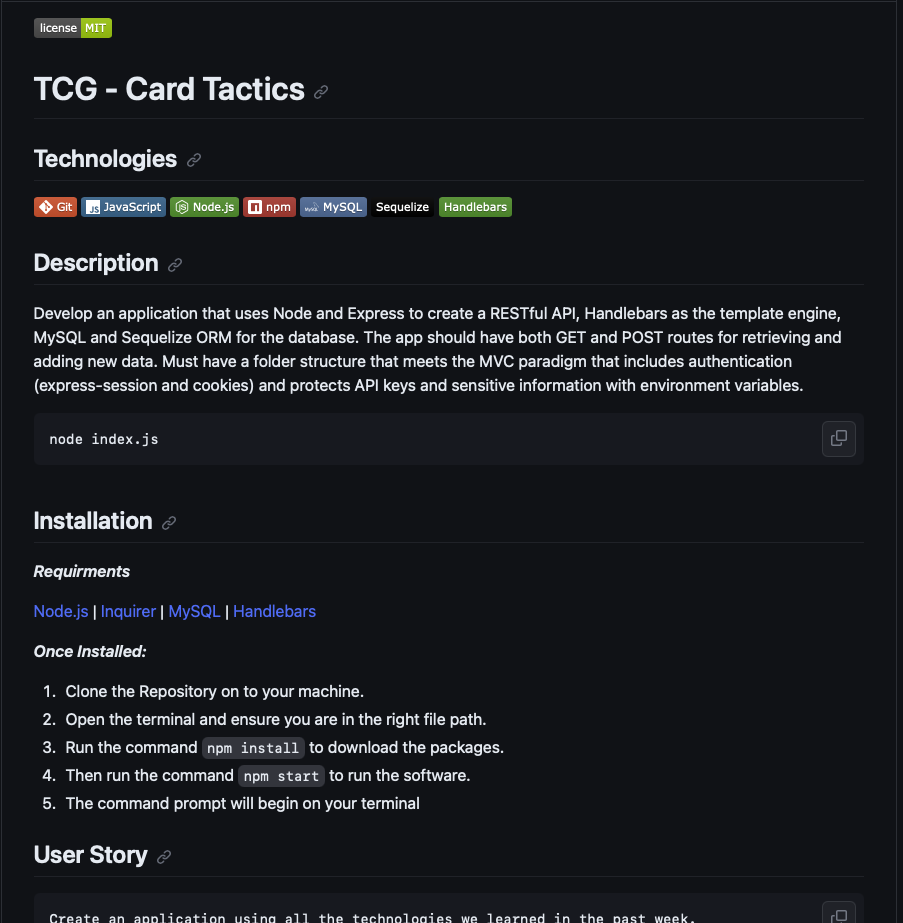 license MIT
TCG - Card Tactics
Technologies
Git JavaScript Node.js npm MySQL Sequelize Handlebars
Description
Develop an application that uses Node and Express to create a RESTful API, Handlebars as the template engine,
MySQL and Sequelize ORM for the database. The app should have both GET and POST routes for retrieving and
adding new data. Must have a folder structure that meets the MVC paradigm that includes authentication
(express-session and cookies) and protects API keys and sensitive information with environment variables.
node index.js
Installation
Requirments
Node.js | Inquirer | MySQL | Handlebars
Once Installed:
1. Clone the Repository on to your machine.
2. Open the terminal and ensure you are in the right file path.
3. Run the command npm install to download the packages.
4. Then run the command npm start to run the software.
5. The command prompt will begin on your terminal
User Story
Create an application using all the technologies we learned in the past week.